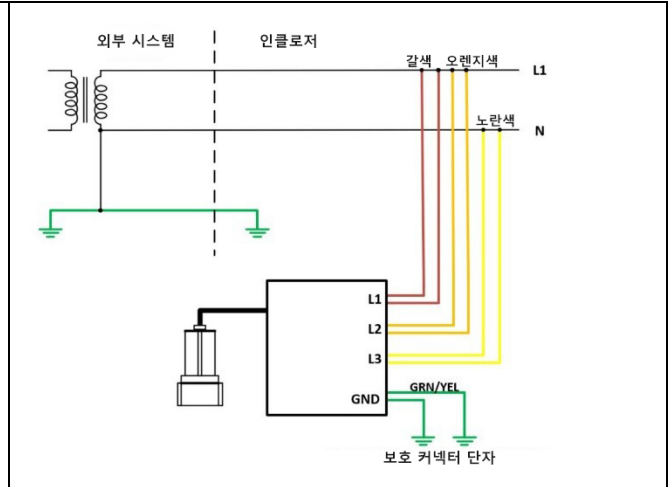 외부 시스템
인클로저
갈색 오렌지색
L1
노란색
N
L1
L2
L3
GRN/YEL
GND
보호 커넥터 단자